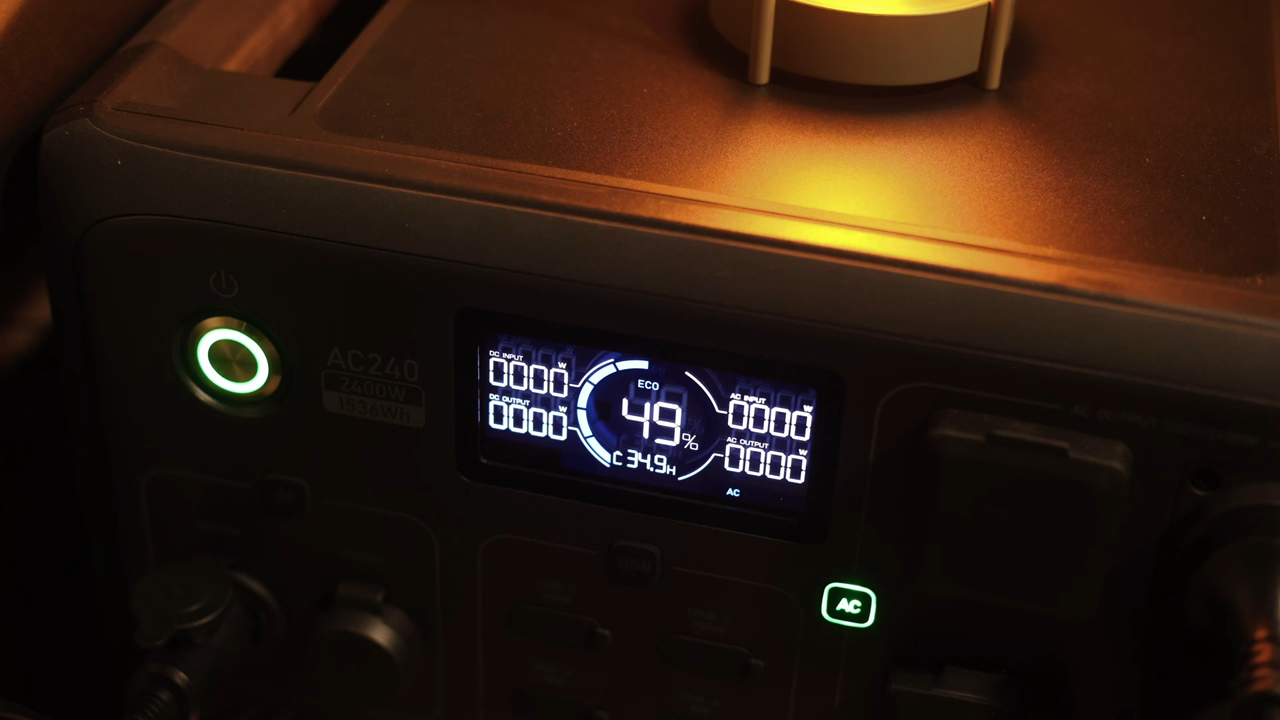 AC240
2400W
1536Wh
DC INPUT
W
0000
DC OUTPUT
W
0000
ECO
49%
C 34.9H
AC INPUT
W
0000
AC OUTPUT
W
0000
AC
AC